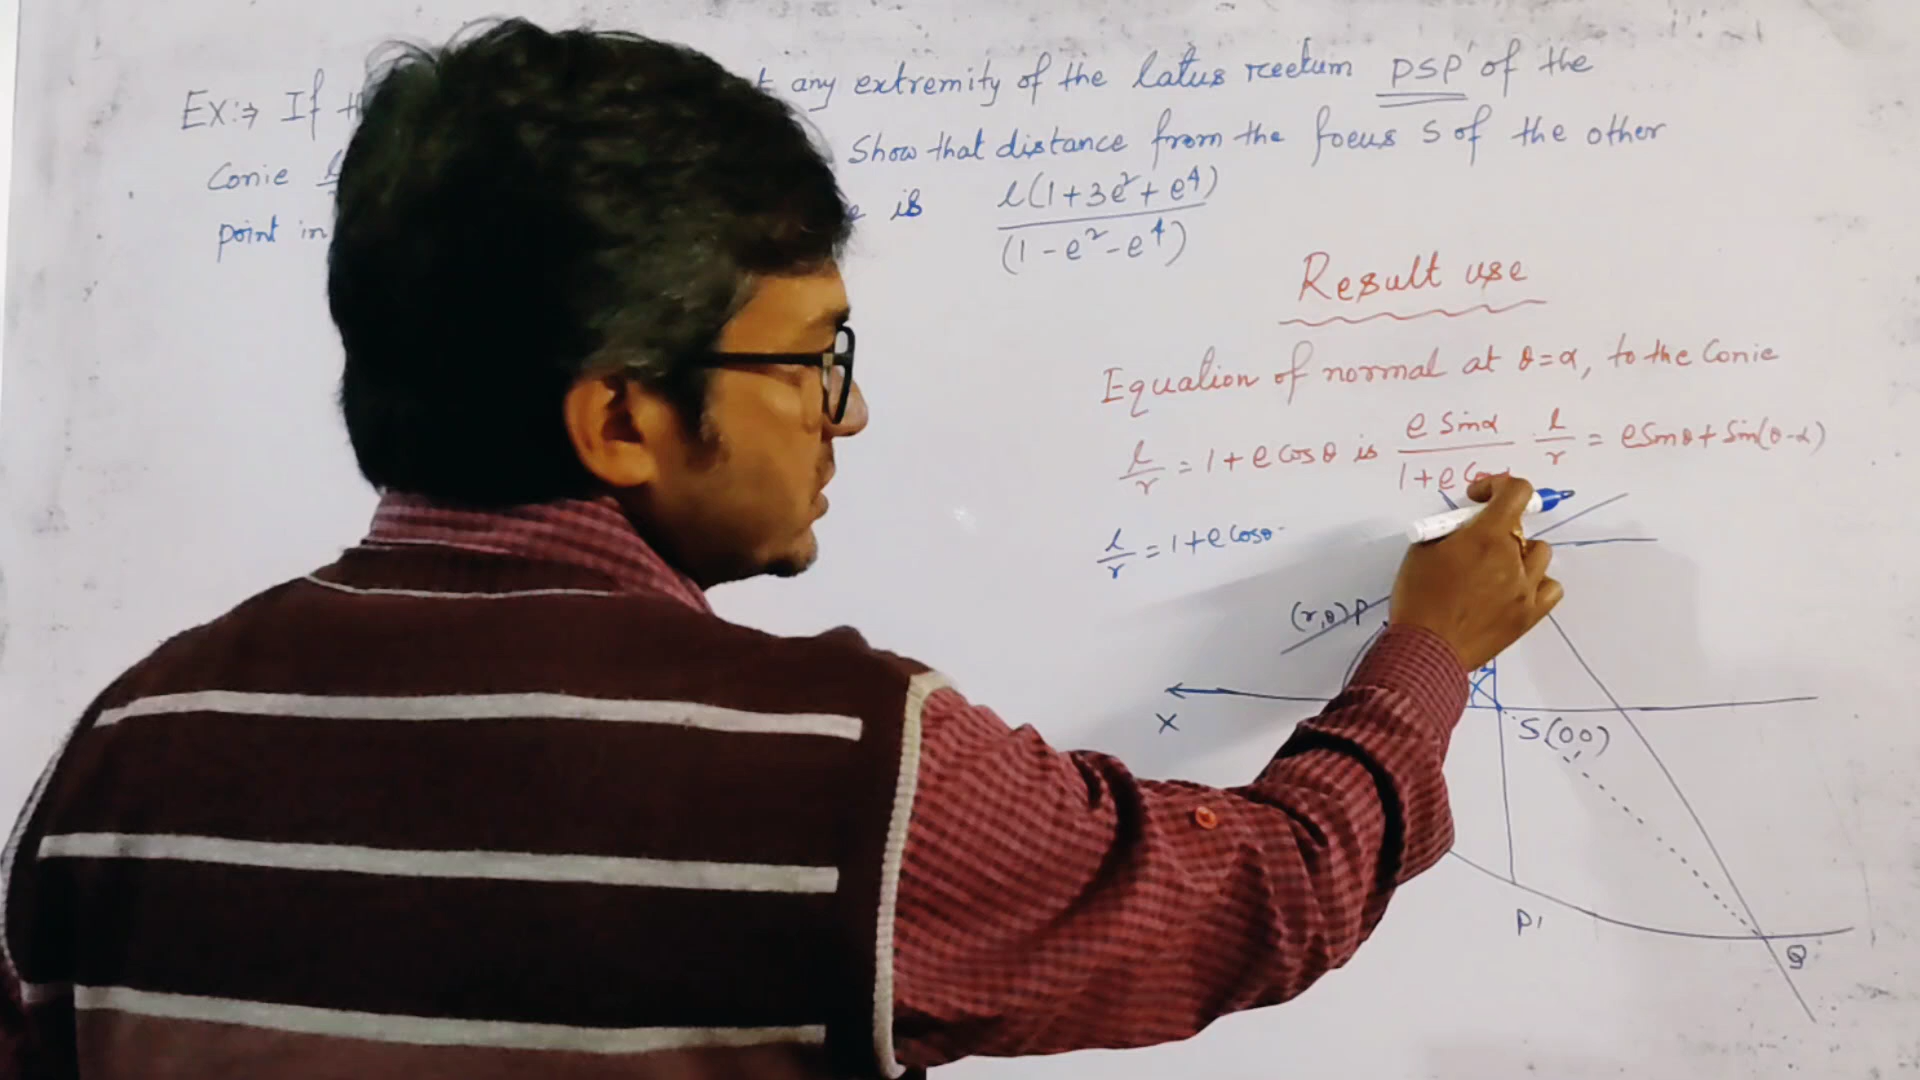 Ex:⇒ If any extremity of the latus rectum PSP' of the
Conic Show that distance from the focus S of the other
point in is l(1+3e²+e⁴)/(1-e²-e⁴)
Result use
Equation of normal at θ=α, to the Conic
l/r = 1+e Cosθ is e Sinα/1+e l/r = e Sinθ + Sin(θ-α)
l/r = 1+e Cosθ
(r,θ) P
X
S(0,0)
P'
Q